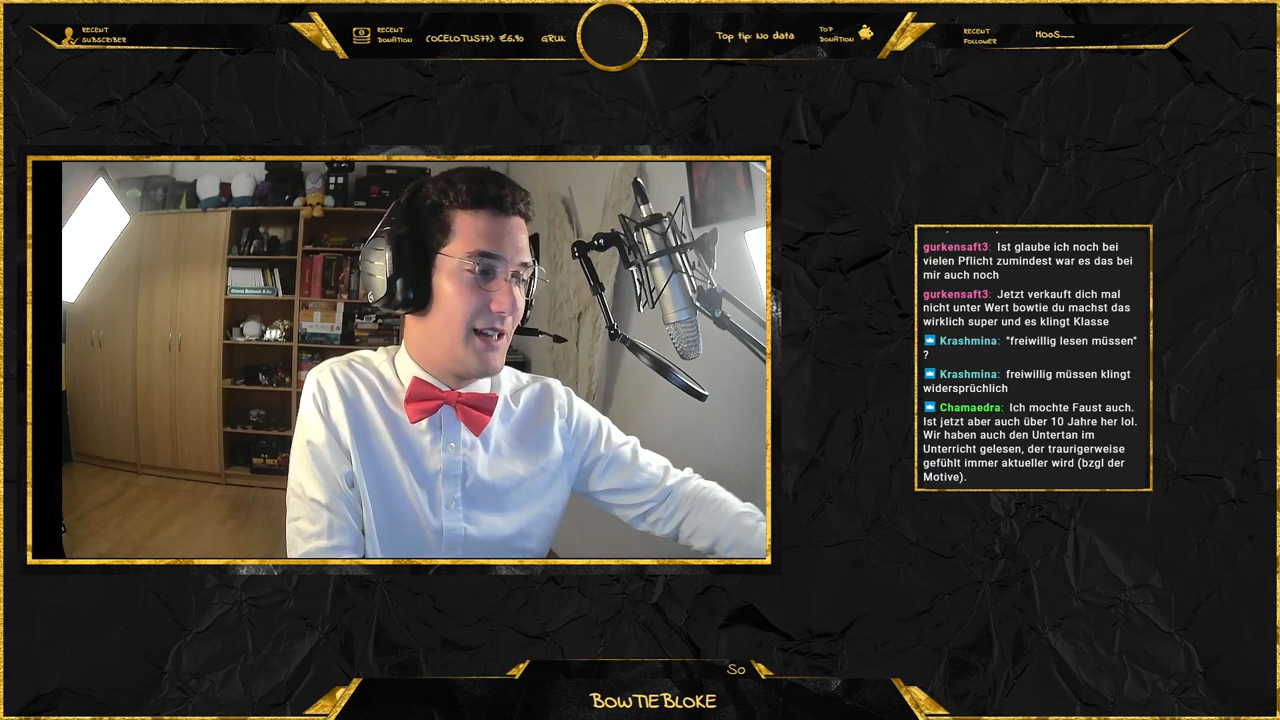 RECENT
SUBSCRIBER
RECENT
DONATION
(OCELOTUS77): €6.90
GRUN
Top tip: No data
TOP
DONATION
RECENT
FOLLOWER
MOOS__
gurkensaft3: Ist glaube ich noch bei
vielen Pflicht zumindest war es das bei
mir auch noch
gurkensaft3: Jetzt verkauft dich mal
nicht unter Wert bowtie du machst das
wirklich super und es klingt Klasse
Krashmina: "freiwillig lesen müssen"
?
Krashmina: freiwillig müssen klingt
widersprüchlich
Chamaedra: Ich mochte Faust auch.
Ist jetzt aber auch über 10 Jahre her lol.
Wir haben auch den Untertan im
Unterricht gelesen, der traurigerweise
gefühlt immer aktueller wird (bzgl der
Motive).
So
BOWTIEBLOKE